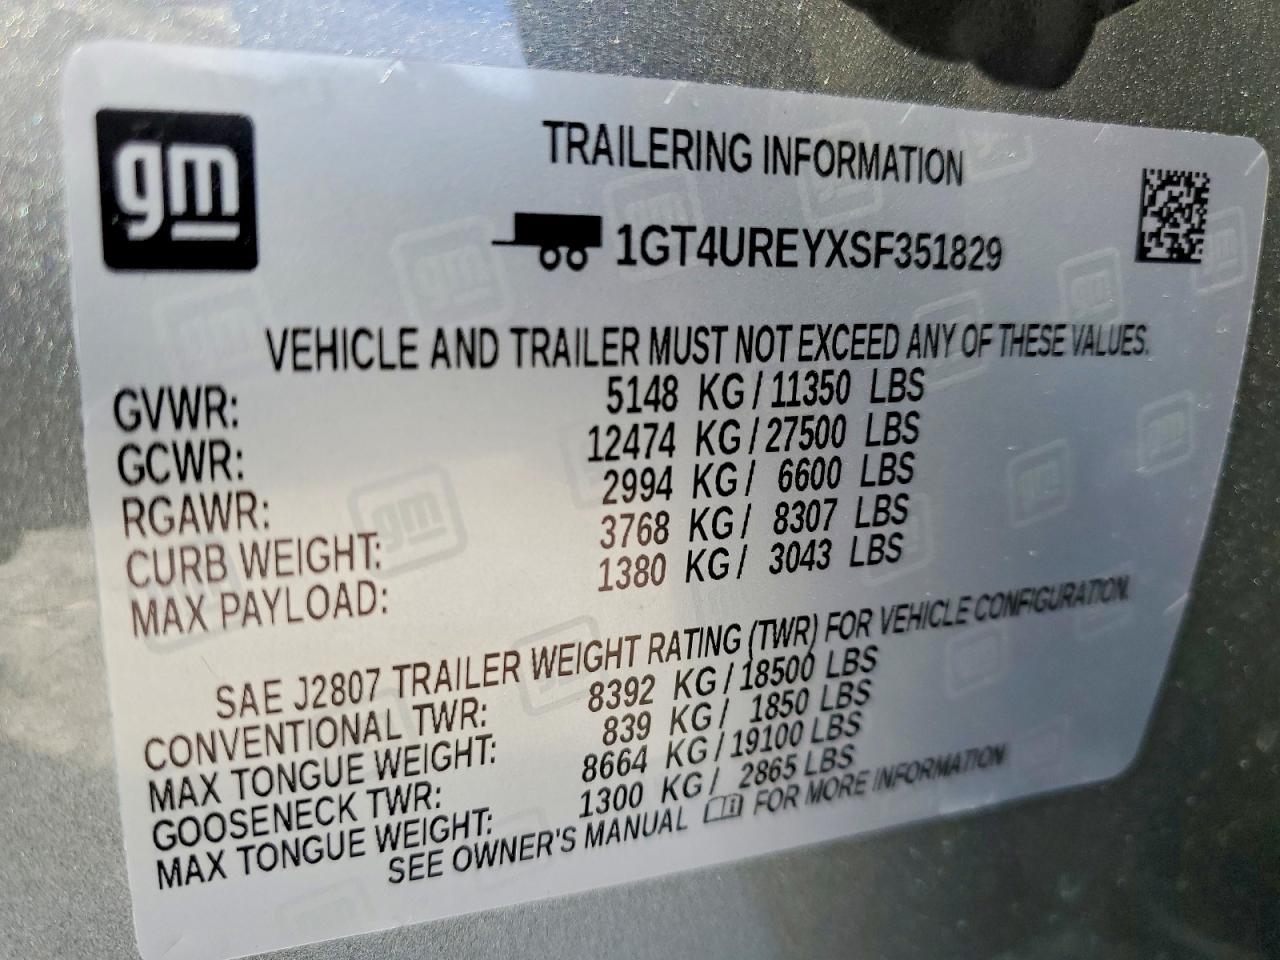 gm
TRAILERING INFORMATION
1GT4UREYXSF351829
VEHICLE AND TRAILER MUST NOT EXCEED ANY OF THESE VALUES.
GVWR: 5148 KG / 11350 LBS
GCWR: 12474 KG / 27500 LBS
RGAWR: 2994 KG / 6600 LBS
CURB WEIGHT: 3768 KG / 8307 LBS
MAX PAYLOAD: 1380 KG / 3043 LBS
SAE J2807 TRAILER WEIGHT RATING (TWR) FOR VEHICLE CONFIGURATION.
CONVENTIONAL TWR: 8392 KG / 18500 LBS
MAX TONGUE WEIGHT: 839 KG / 1850 LBS
GOOSENECK TWR: 8664 KG / 19100 LBS
MAX TONGUE WEIGHT: 1300 KG / 2865 LBS
SEE OWNER'S MANUAL FOR MORE INFORMATION